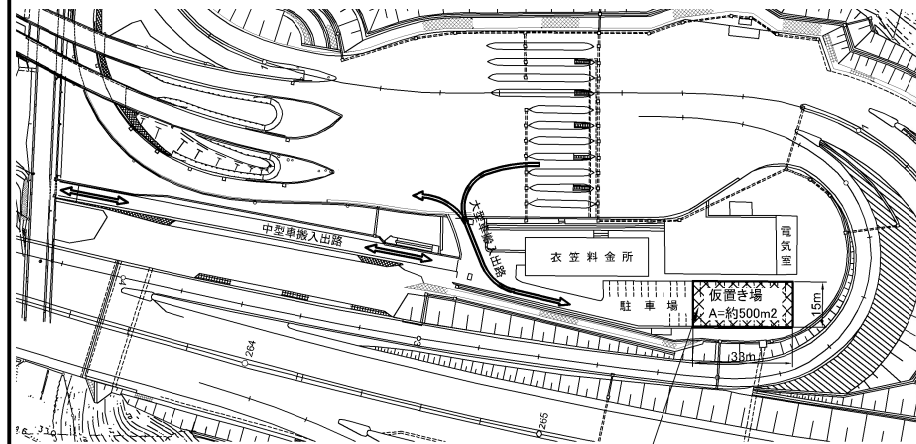 大型車搬入出路
中型車搬入出路
衣笠料金所
電気室
駐車場
仮置き場
A=約500m2
15m
33m
264
265